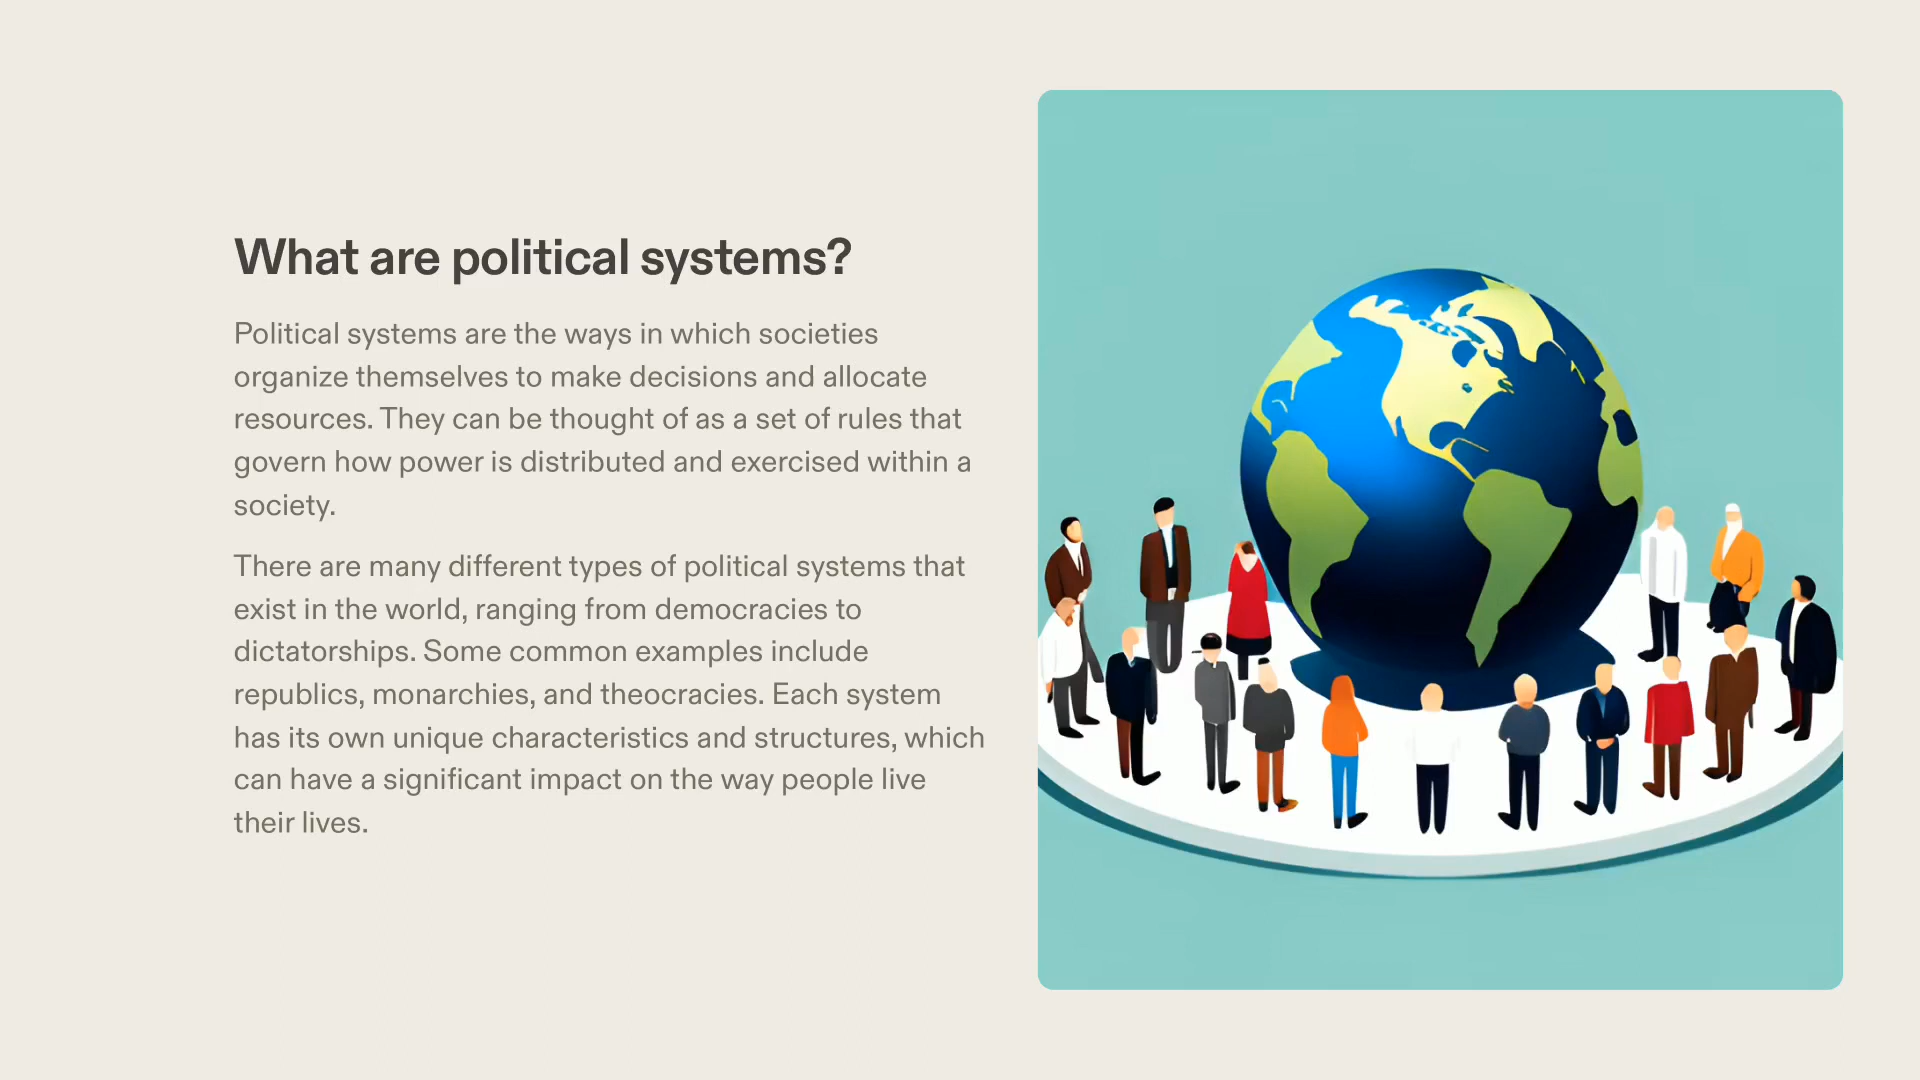 What are political systems?
Political systems are the ways in which societies
organize themselves to make decisions and allocate
resources. They can be thought of as a set of rules that
govern how power is distributed and exercised within a
society.
There are many different types of political systems that
exist in the world, ranging from democracies to
dictatorships. Some common examples include
republics, monarchies, and theocracies. Each system
has its own unique characteristics and structures, which
can have a significant impact on the way people live
their lives.